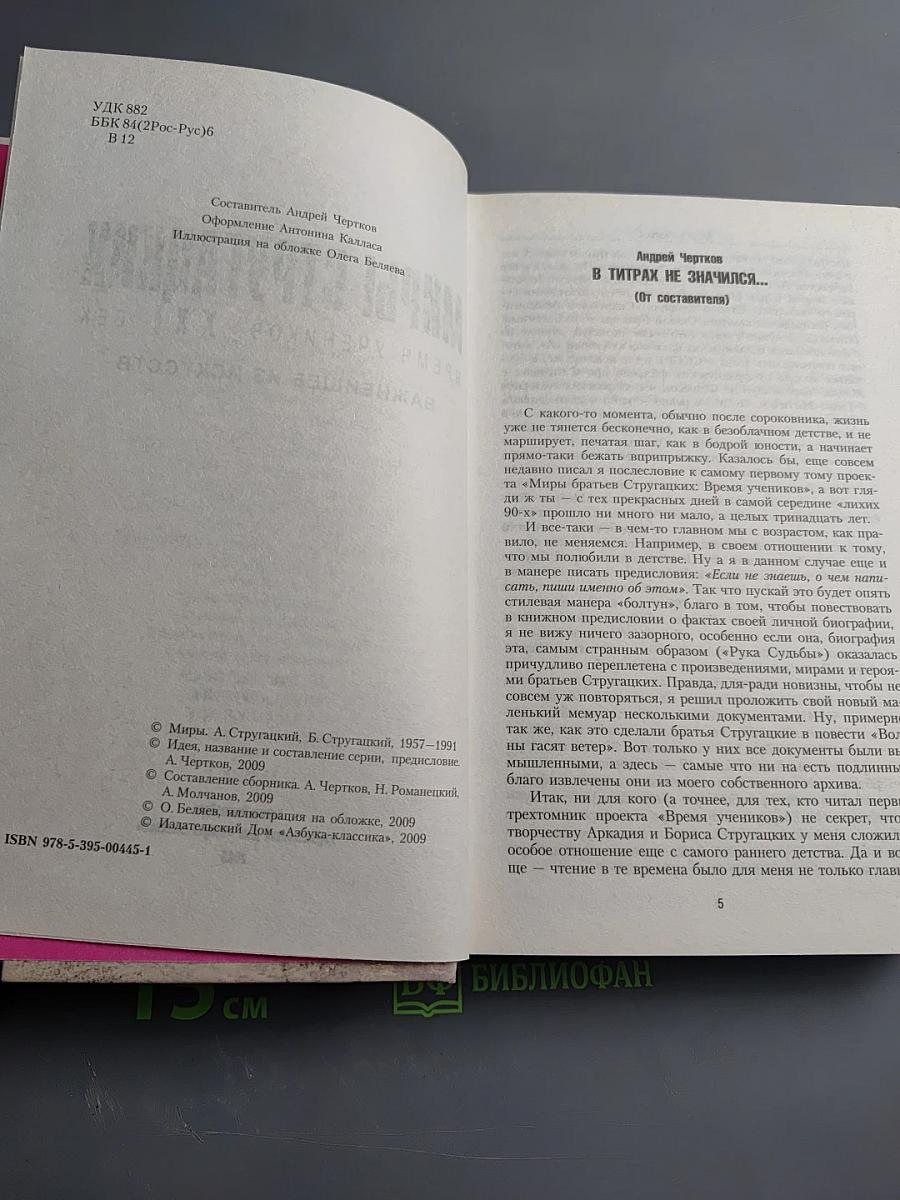 УДК 882
ББК 84(2Рос-Рус)6
В 12
Составитель Андрей Чертков
Оформление Антонина Калласа
Иллюстрация на обложке Олега Беляева
© Миры. А. Стругацкий, Б. Стругацкий, 1957–1991
© Идея, название и составление серии, предисловие.
А. Чертков, 2009
© Составление сборника. А. Чертков, Н. Романецкий,
А. Молчанов, 2009
© О. Беляев, иллюстрация на обложке, 2009
© Издательский Дом «Азбука-классика», 2009
ISBN 978-5-395-00445-1
Андрей Чертков
В ТИТРАХ НЕ ЗНАЧИЛСЯ...
(От составителя)
С какого-то момента, обычно после сороковника, жизнь
уже не тянется бесконечно, как в безоблачном детстве, и не
марширует, печатая шаг, как в бодрой юности, а начинает
прямо-таки бежать вприпрыжку. Казалось бы, еще совсем
недавно писал я послесловие к самому первому тому проек-
та «Миры братьев Стругацких: Время учеников», а вот гля-
ди ж ты — с тех прекрасных дней в самой середине «лихих
90-х» прошло ни много ни мало, а целых тринадцать лет.
И все-таки — в чем-то главном мы с возрастом, как пра-
вило, не меняемся. Например, в своем отношении к тому,
что мы полюбили в детстве. Ну а я в данном случае еще и
в манере писать предисловия: «Если не знаешь, о чем напи-
сать, пиши именно об этом». Так что пускай это будет опять
стилевая манера «болтун», благо в том, чтобы повествовать
в книжном предисловии о фактах своей личной биографии,
я не вижу ничего зазорного, особенно если она, биография
эта, самым странным образом («Рука Судьбы») оказалась
причудливо переплетена с произведениями, мирами и геро-
ями братьев Стругацких. Правда, для-ради новизны, чтобы не
совсем уж повторяться, я решил проложить свой новый ма-
ленький мемуар несколькими документами. Ну, примерно
так же, как это сделали братья Стругацкие в повести «Вол-
ны гасят ветер». Вот только у них все документы были вы-
мышленными, а здесь — самые что ни на есть подлинны
благо извлечены они из моего собственного архива.
Итак, ни для кого (а точнее, для тех, кто читал первы
трехтомник проекта «Время учеников») не секрет, что
творчеству Аркадия и Бориса Стругацких у меня сложил
особое отношение еще с самого раннего детства. Да и во
ще — чтение в те времена было для меня не только главн
5
15 см
БФ БИБЛИОФАН